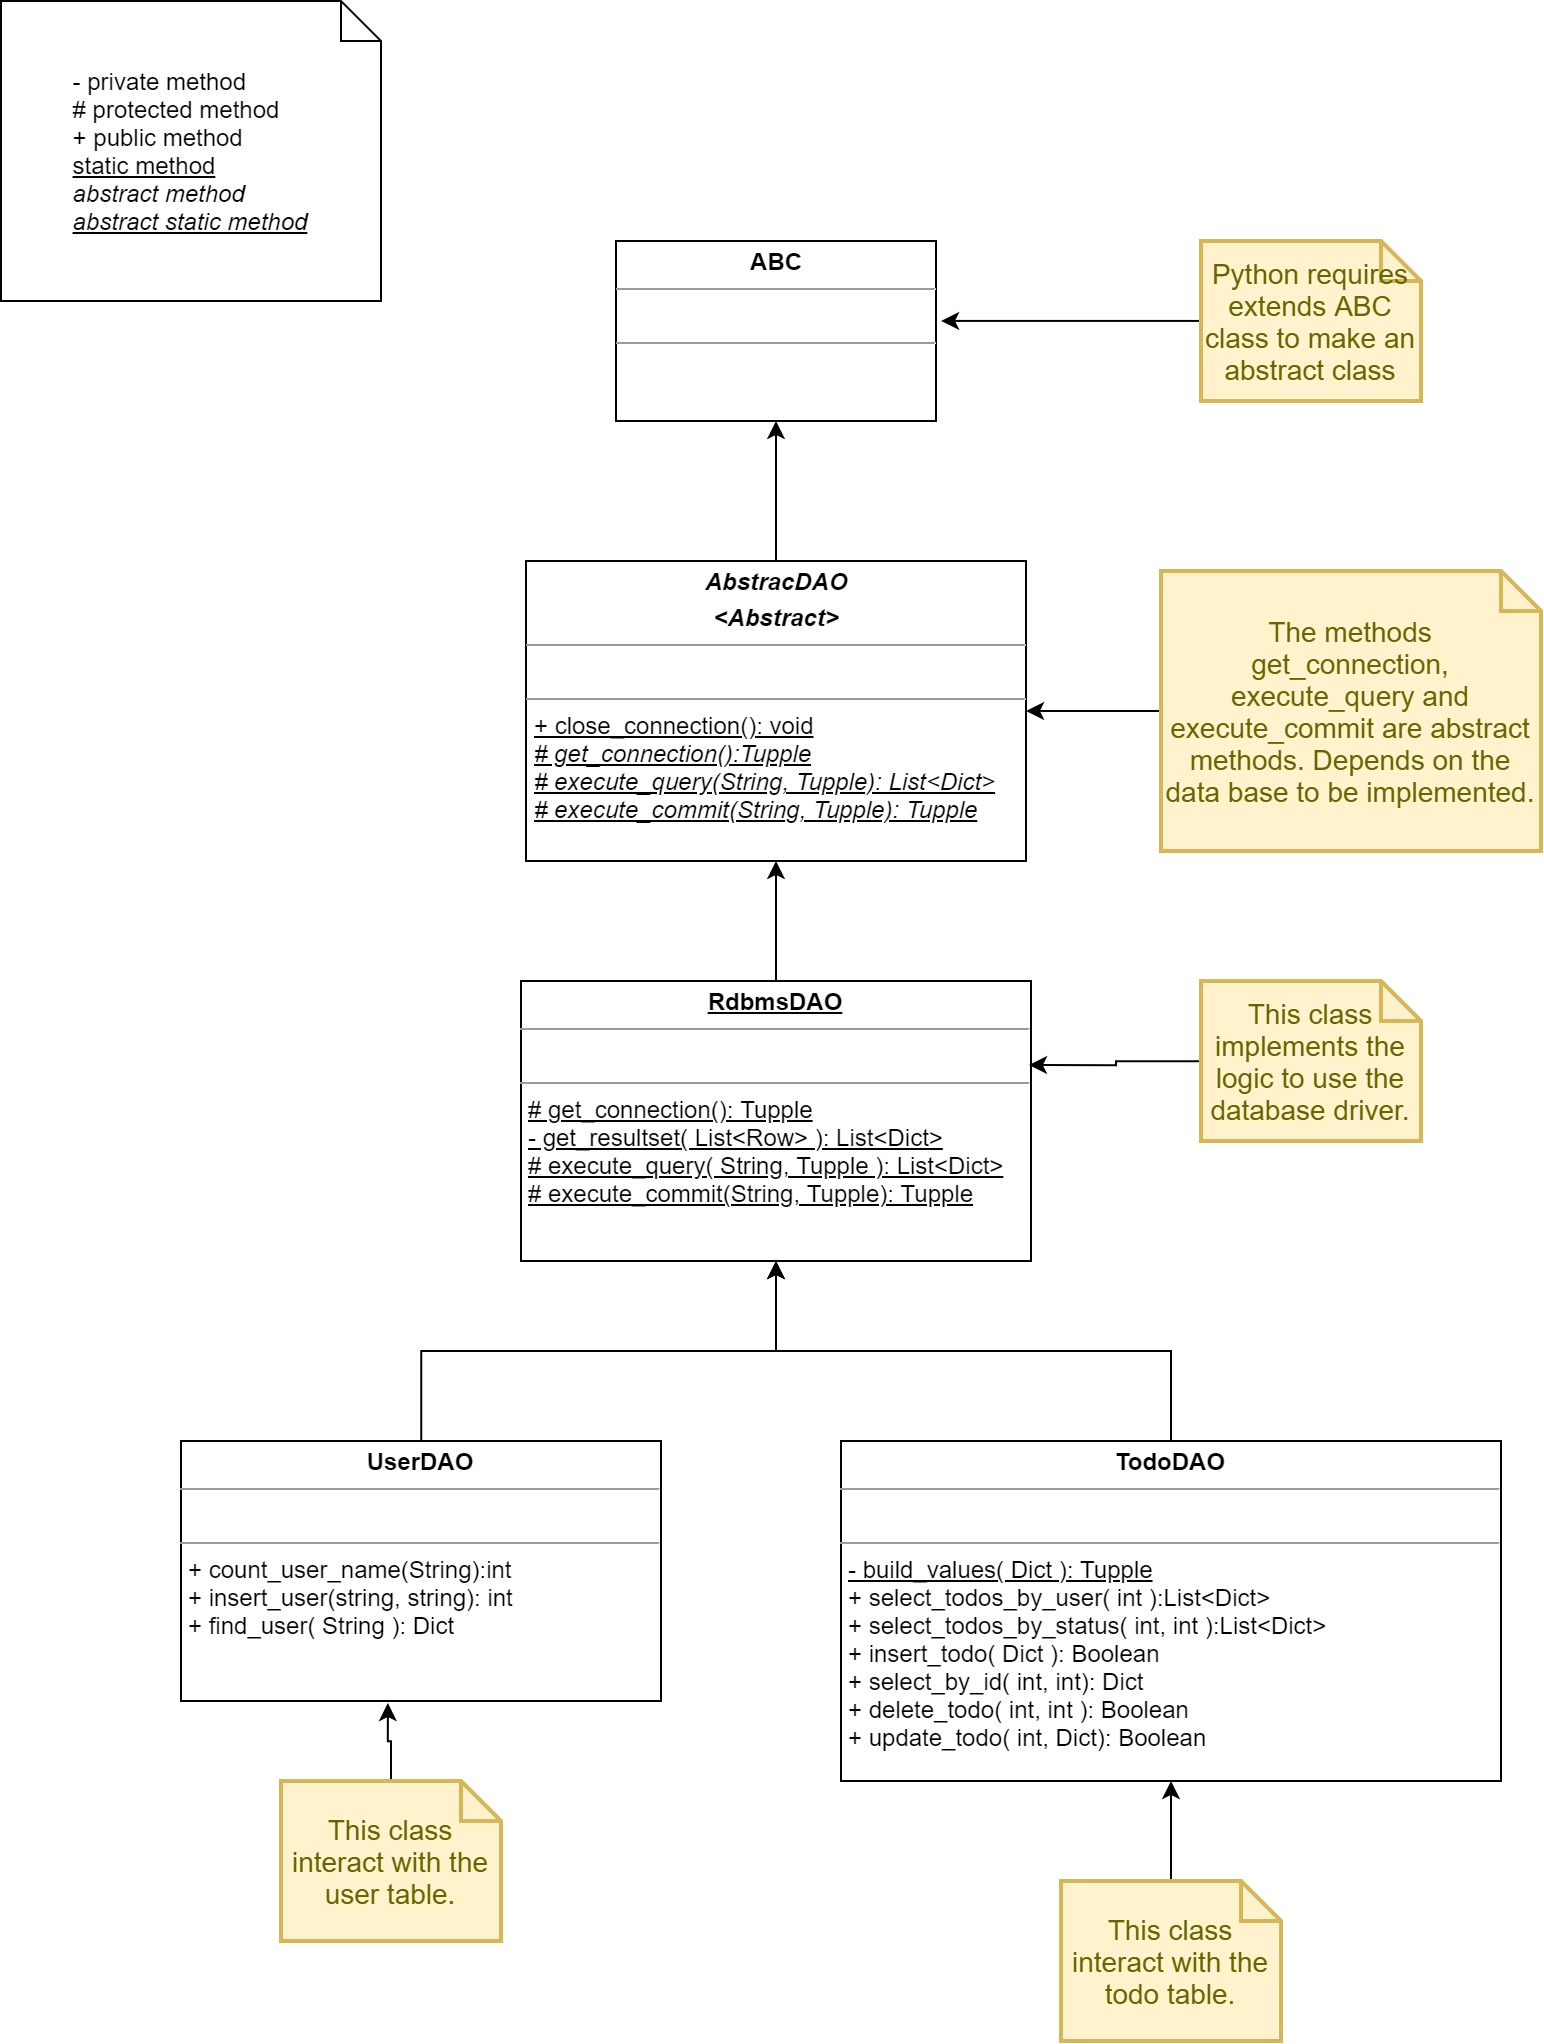 - private method
# protected method
+ public method
static method
abstract method
abstract static method
ABC
Python requires
extends ABC
class to make an
abstract class
AbstracDAO
<Abstract>
+ close_connection(): void
# get_connection():Tupple
# execute_query(String, Tupple): List<Dict>
# execute_commit(String, Tupple): Tupple
The methods
get_connection,
execute_query and
execute_commit are abstract
methods. Depends on the
data base to be implemented.
RdbmsDAO
# get_connection(): Tupple
- get_resultset( List<Row> ): List<Dict>
# execute_query( String, Tupple ): List<Dict>
# execute_commit(String, Tupple): Tupple
This class
implements the
logic to use the
database driver.
UserDAO
+ count_user_name(String):int
+ insert_user(string, string): int
+ find_user( String ): Dict
TodoDAO
- build_values( Dict ): Tupple
+ select_todos_by_user( int ):List<Dict>
+ select_todos_by_status( int, int ):List<Dict>
+ insert_todo( Dict ): Boolean
+ select_by_id( int, int): Dict
+ delete_todo( int, int ): Boolean
+ update_todo( int, Dict): Boolean
This class
interact with the
user table.
This class
interact with the
todo table.